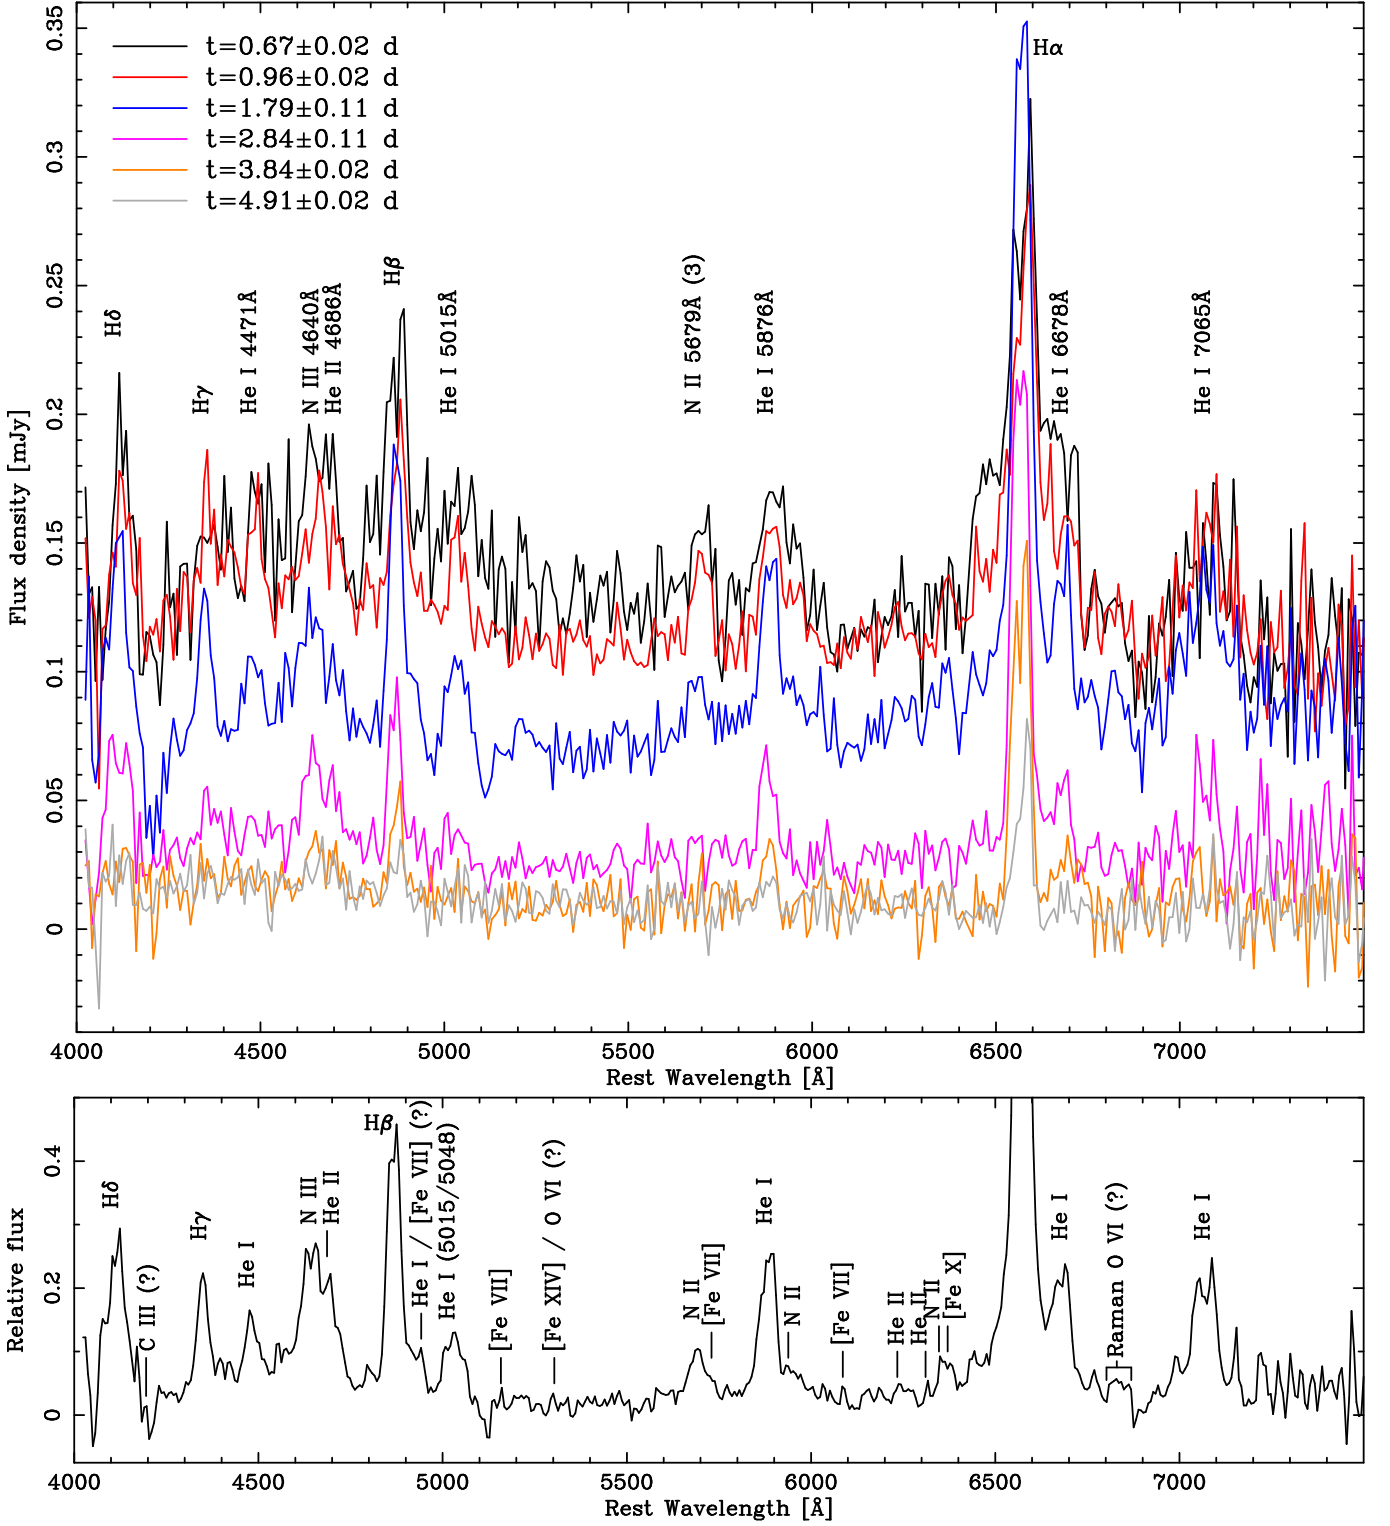 t=0.67±0.02 d
t=0.96±0.02 d
t=1.79±0.11 d
t=2.84±0.11 d
t=3.84±0.02 d
t=4.91±0.02 d
Hδ
Hγ
He I 4471Å
N III 4640Å
He II 4686Å
Hβ
He I 5015Å
N II 5679Å (3)
He I 5876Å
Hα
He I 6678Å
He I 7065Å
Flux density [mJy]
0.35
0.3
0.25
0.2
0.15
0.1
0.05
0
4000 4500 5000 5500 6000 6500 7000
Rest Wavelength [Å]
Hδ
C III (?)
Hγ
He I
N III
He II
Hβ
He I / [Fe VII] (?)
He I (5015/5048)
[Fe VII]
[Fe XIV] / O VI (?)
N II
[Fe VII]
He I
N II
[Fe VII]
He II
He II
N II
[Fe X]
He I
Raman O VI (?)
He I
Relative flux
0.4
0.2
0
4000 4500 5000 5500 6000 6500 7000
Rest Wavelength [Å]